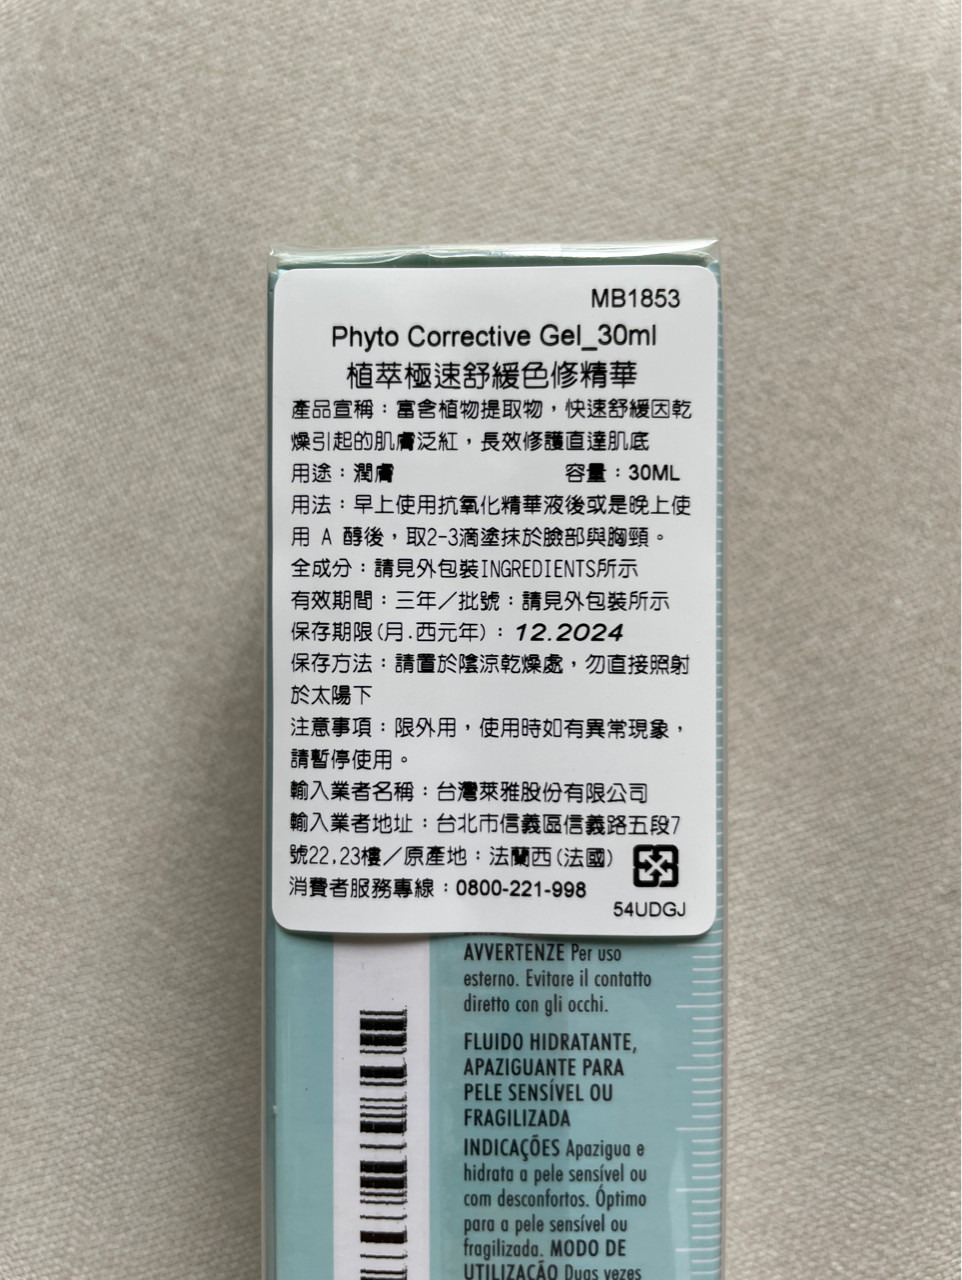 MB1853
Phyto Corrective Gel_30ml
植萃極速舒緩色修精華
產品宣稱：富含植物提取物，快速舒緩因乾
燥引起的肌膚泛紅，長效修護直達肌底
用途：潤膚 容量：30ML
用法：早上使用抗氧化精華液後或是晚上使
用 A 醇後，取2-3滴塗抹於臉部與胸頸。
全成分：請見外包裝INGREDIENTS所示
有效期間：三年／批號：請見外包裝所示
保存期限(月.西元年)：12.2024
保存方法：請置於陰涼乾燥處，勿直接照射
於太陽下
注意事項：限外用，使用時如有異常現象，
請暫停使用。
輸入業者名稱：台灣萊雅股份有限公司
輸入業者地址：台北市信義區信義路五段7
號22,23樓／原產地：法蘭西(法國)
消費者服務專線：0800-221-998
54UDGJ
AVVERTENZE Per uso
esterno. Evitare il contatto
diretto con gli occhi.
FLUIDO HIDRATANTE,
APAZIGUANTE PARA
PELE SENSÍVEL OU
FRAGILIZADA
INDICAÇÕES Apazigua e
hidrata a pele sensível ou
com desconfortos. Óptimo
para a pele sensível ou
fragilizada. MODO DE
UTILIZAÇÃO Duas vezes